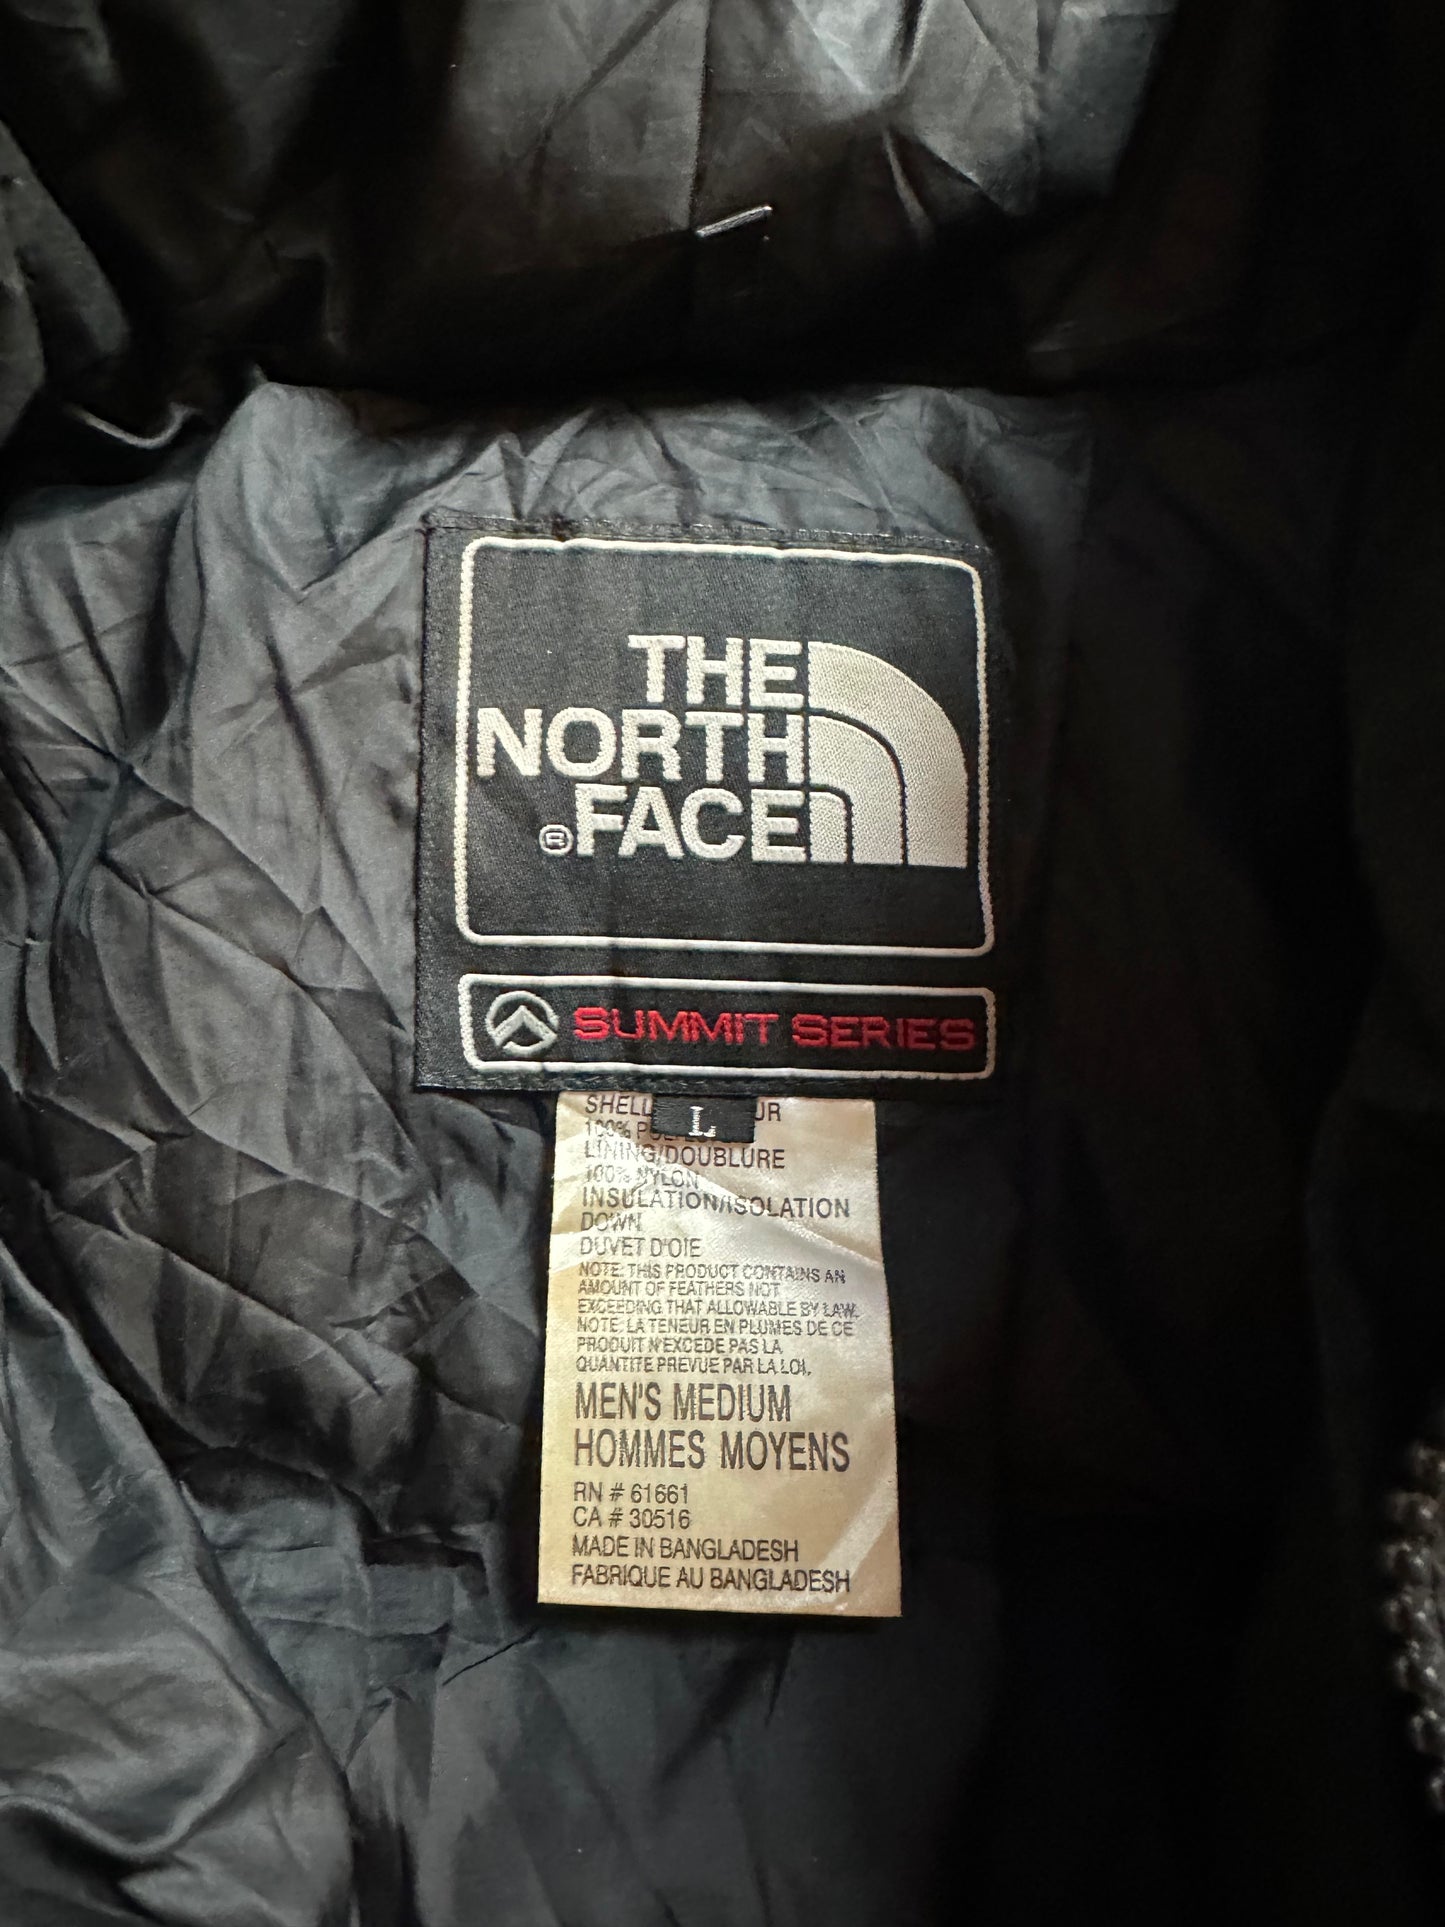 THE
NORTH
®FACE
SUMMIT SERIES
L
LINING/DOUBLURE
100% NYLON
INSULATION/ISOLATION
DOWN
DUVET D'OIE
NOTE: THIS PRODUCT CONTAINS AN
AMOUNT OF FEATHERS NOT
EXCEEDING THAT ALLOWABLE BY LAW.
NOTE: LA TENEUR EN PLUMES DE CE
PRODUIT N'EXCEDE PAS LA
QUANTITE PREVUE PAR LA LOI.
MEN'S MEDIUM
HOMMES MOYENS
RN # 61661
CA # 30516
MADE IN BANGLADESH
FABRIQUE AU BANGLADESH